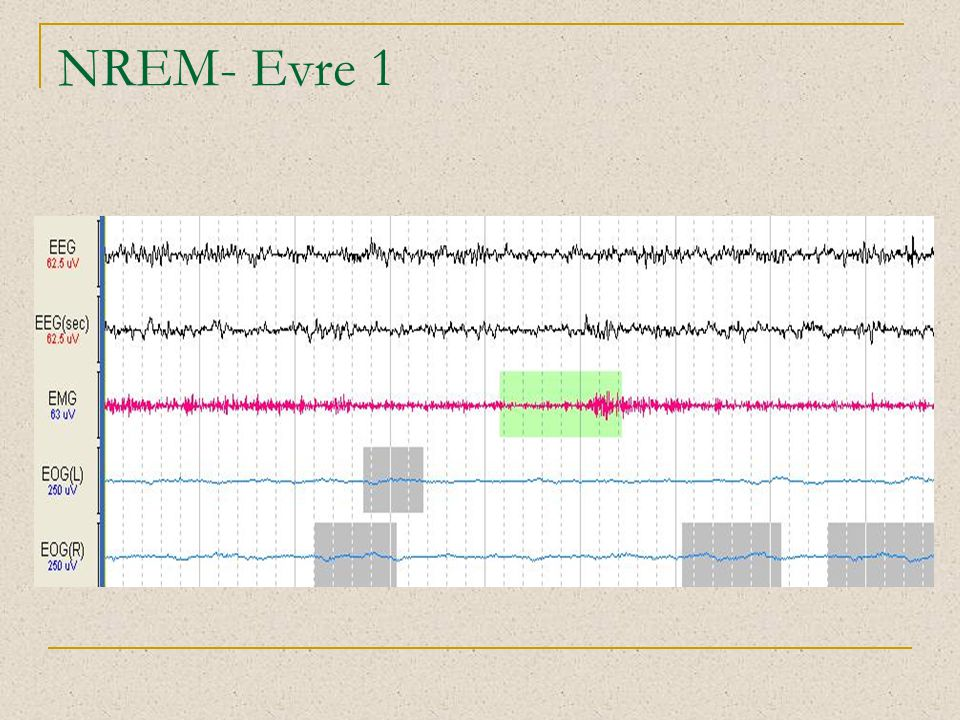 NREM- Evre 1
EEG
62.5 uV
EEG(sec)
62.5 uV
EMG
63 uV
EOG(L)
250 uV
EOG(R)
250 uV